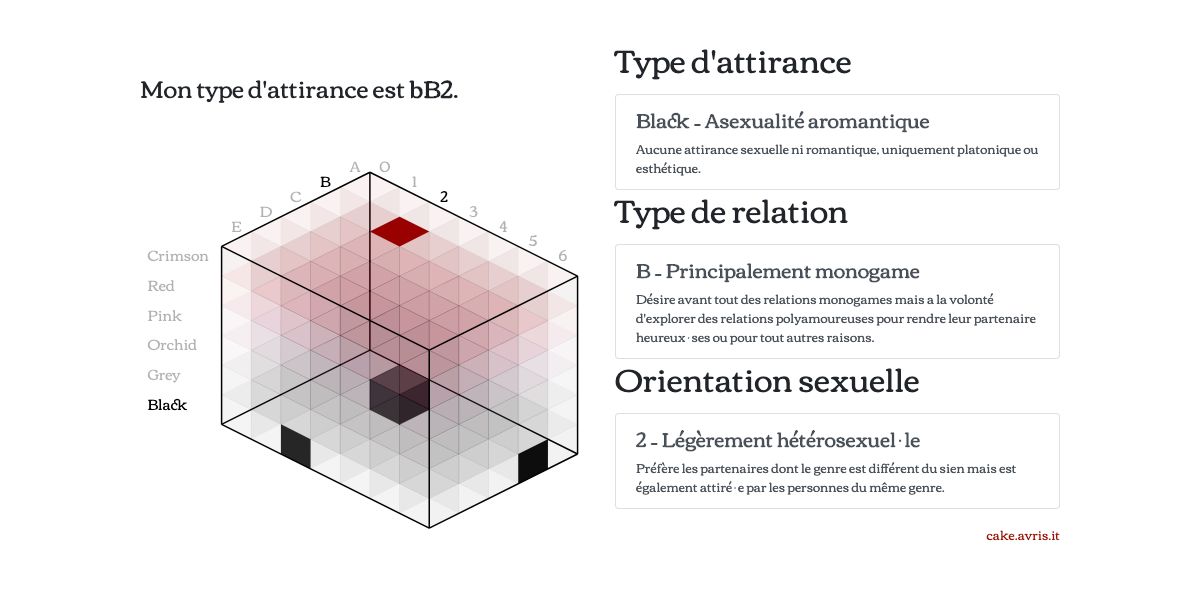 Mon type d'attirance est bB2.
A O
B 1
C 2
D 3
E 4
5
6
Crimson
Red
Pink
Orchid
Grey
Black
Type d'attirance
Black - Asexualité aromantique
Aucune attirance sexuelle ni romantique, uniquement platonique ou
esthétique.
Type de relation
B - Principalement monogame
Désire avant tout des relations monogames mais a la volonté
d'explorer des relations polyamoureuses pour rendre leur partenaire
heureux·ses ou pour tout autres raisons.
Orientation sexuelle
2 - Légèrement hétérosexuel·le
Préfère les partenaires dont le genre est différent du sien mais est
également attiré·e par les personnes du même genre.
cake.avris.it